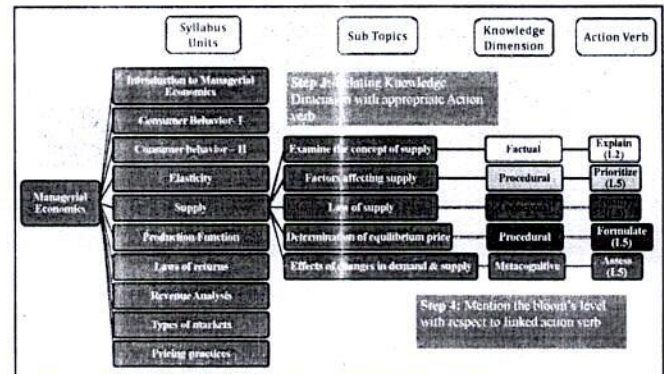 Syllabus
Units
Sub Topics
Knowledge
Dimension
Action Verb
Introduction to Managerial
Economics
Consumer Behavior- I
Consumer behavior – II
Elasticity
Supply
Production Function
Laws of returns
Revenue Analysis
Types of markets
Pricing practices
Managerial
Economics
Step 3: Relating Knowledge
Dimension with appropriate Action
verb
Examine the concept of supply
Factual
Explain
(L2)
Factors affecting supply
Procedural
Prioritize
(L5)
Law of supply
Determination of equilibrium price
Procedural
Formulate
(L5)
Effects of changes in demand & supply
Metacognitive
Assess
(L5)
Step 4: Mention the bloom's level
with respect to linked action verb